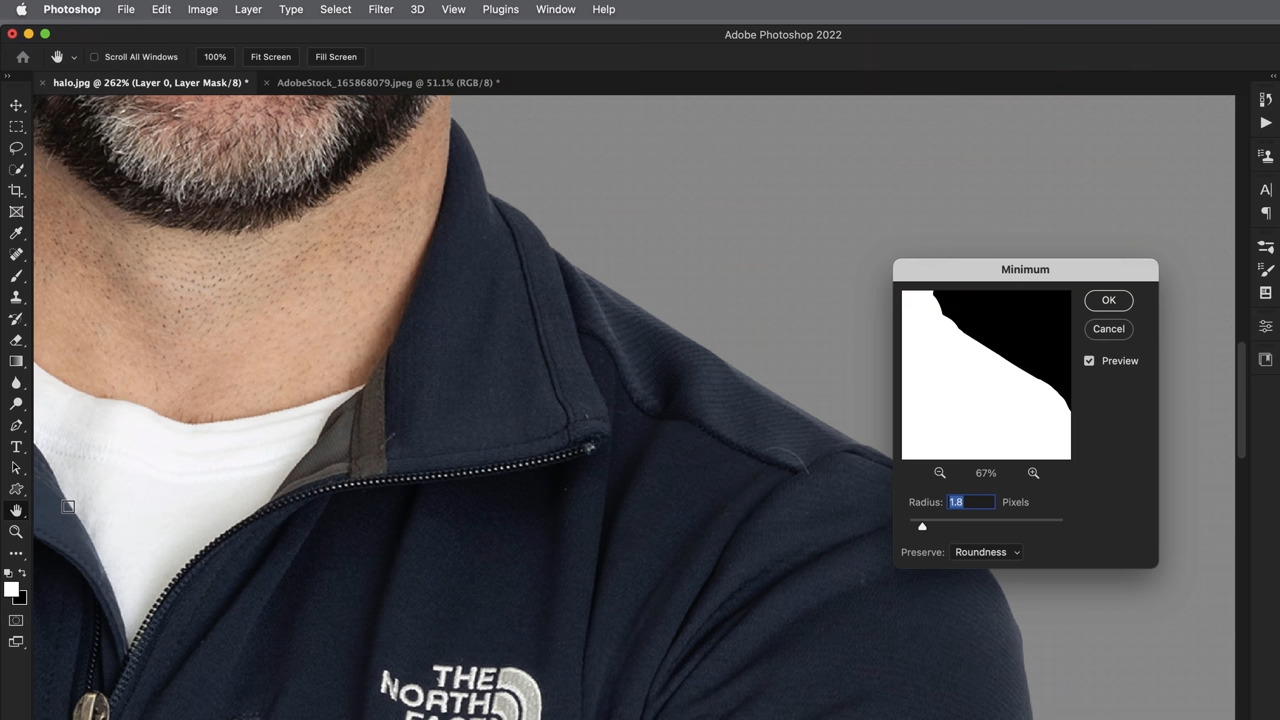 Photoshop File Edit Image Layer Type Select Filter 3D View Plugins Window Help
Adobe Photoshop 2022
Scroll All Windows 100% Fit Screen Fill Screen
halo.jpg @ 262% (Layer 0, Layer Mask/8) * AdobeStock_165868079.jpeg @ 51.1% (RGB/8) *
Minimum
OK
Cancel
Preview
67%
Radius: 1.8 Pixels
Preserve: Roundness
THE
NORTH
FACE